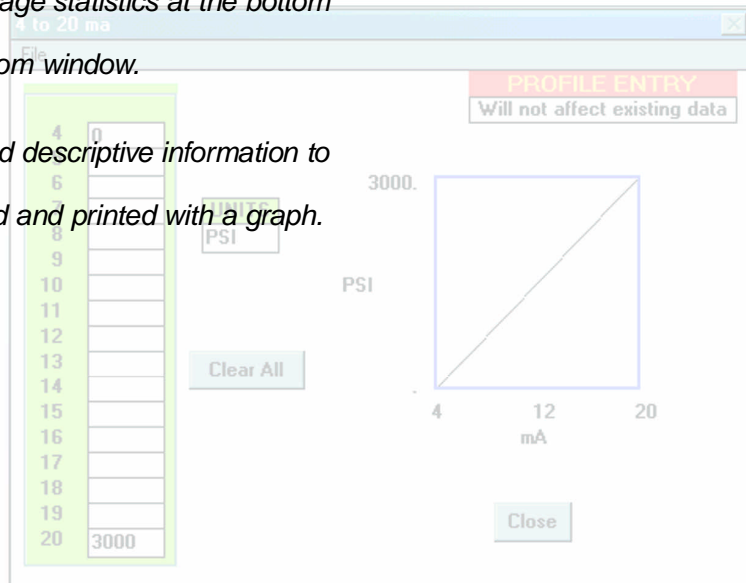 age statistics at the bottom
4 to 20 ma
File
om window.
PROFILE ENTRY
Will not affect existing data
4 0
d descriptive information to
6
3000.
UNITS
d and printed with a graph.
8
PSI
9
10
PSI
11
12
13
Clear All
14
.
15
4 12 20
16
mA
17
18
19
Close
20 3000